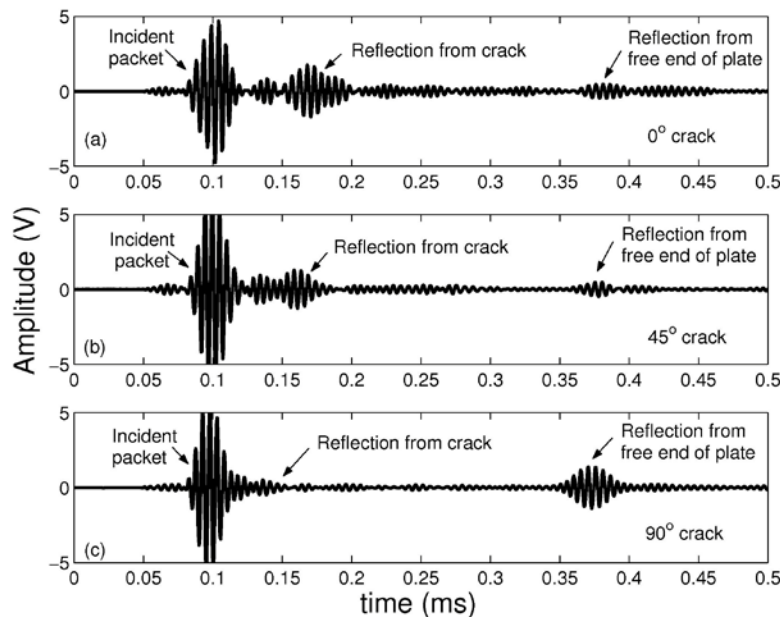 Amplitude (V)
5
0
-5
Incident
packet
Reflection from crack
Reflection from
free end of plate
(a)
0° crack
0 0.05 0.1 0.15 0.2 0.25 0.3 0.35 0.4 0.45 0.5
5
0
-5
Incident
packet
Reflection from crack
Reflection from
free end of plate
(b)
45° crack
0 0.05 0.1 0.15 0.2 0.25 0.3 0.35 0.4 0.45 0.5
5
0
-5
Incident
packet
Reflection from crack
Reflection from
free end of plate
(c)
90° crack
0 0.05 0.1 0.15 0.2 0.25 0.3 0.35 0.4 0.45 0.5
time (ms)